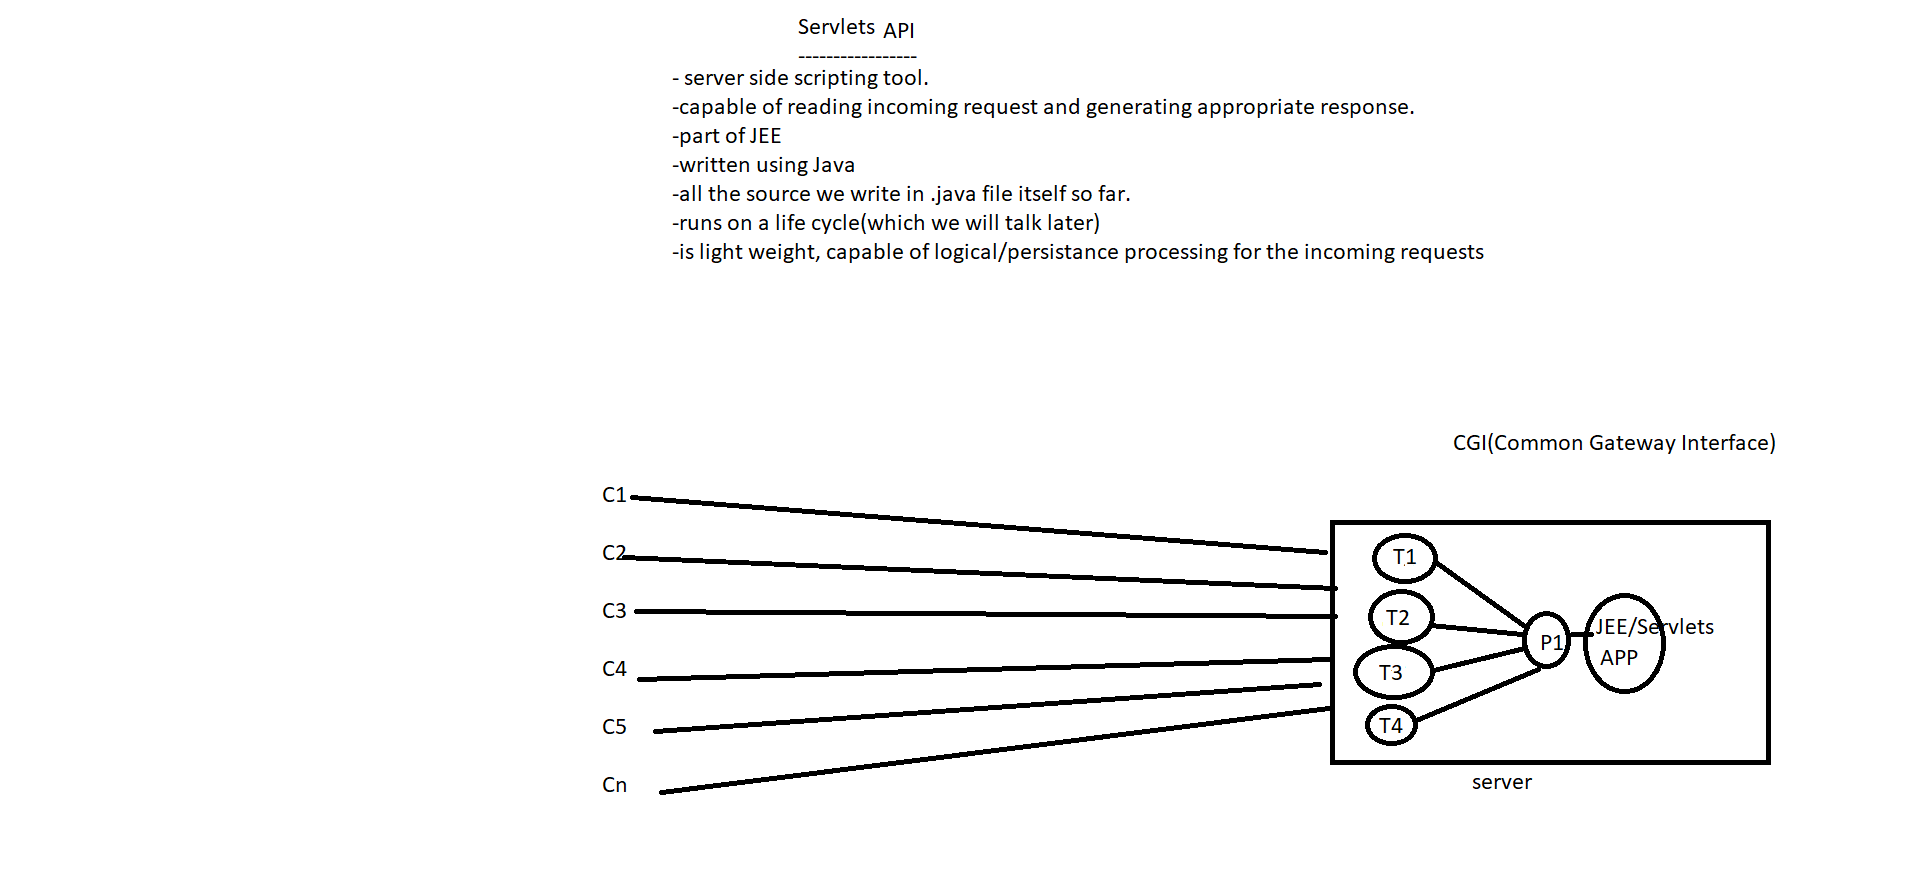 Servlets API
-----------------
- server side scripting tool.
-capable of reading incoming request and generating appropriate response.
-part of JEE
-written using Java
-all the source we write in .java file itself so far.
-runs on a life cycle(which we will talk later)
-is light weight, capable of logical/persistance processing for the incoming requests
CGI(Common Gateway Interface)
C1
C2
C3
C4
C5
Cn
T1
T2
T3
T4
P1
JEE/Servlets
APP
server